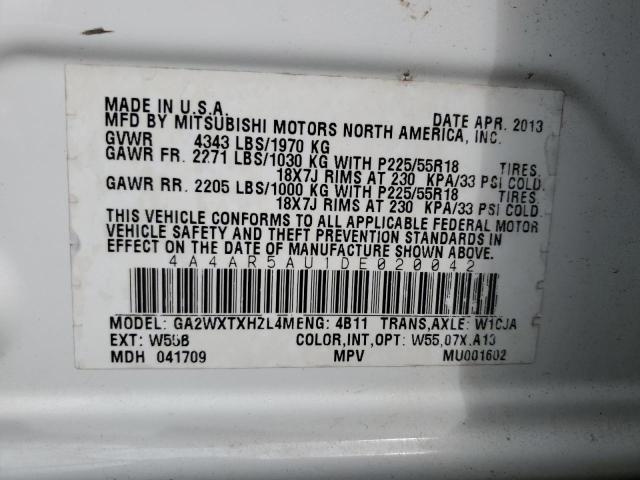 MADE IN U.S.A. DATE APR. 2013
MFD BY MITSUBISHI MOTORS NORTH AMERICA, INC.
GVWR 4343 LBS/1970 KG
GAWR FR. 2271 LBS/1030 KG WITH P225/55R18 TIRES.
18X7J RIMS AT 230 KPA/33 PSI COLD.
GAWR RR. 2205 LBS/1000 KG WITH P225/55R18 TIRES
18X7J RIMS AT 230 KPA/33 PSI COLD.
THIS VEHICLE CONFORMS TO ALL APPLICABLE FEDERAL MOTOR
VEHICLE SAFETY AND THEFT PREVENTION STANDARDS IN
EFFECT ON THE DATE OF MANUFACTURE SHOWN ABOVE.
4A4AR5AU1DE020042
MODEL: GA2WXTXHZL4M ENG: 4B11 TRANS,AXLE: W1CJA
EXT: W55B COLOR,INT,OPT: W55,07X,A13
MDH 041709 MPV MU001602